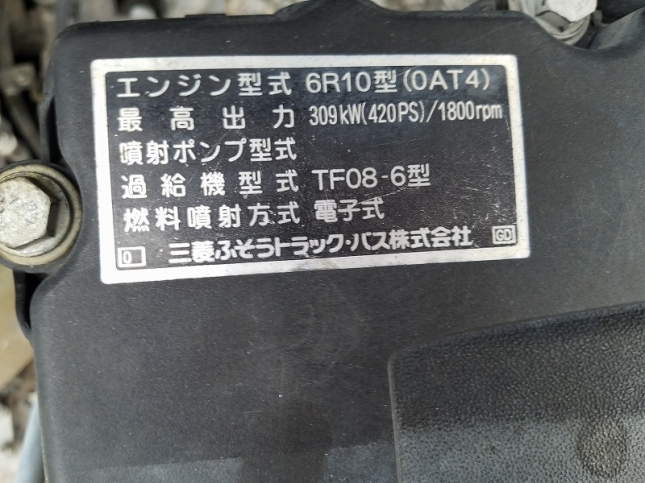 エンジン型式 6R10型(0AT4)
最高出力 309kW(420PS)/1800rpm
噴射ポンプ型式
過給機型式 TF08-6型
燃料噴射方式 電子式
0 三菱ふそうトラック・バス株式会社 GD